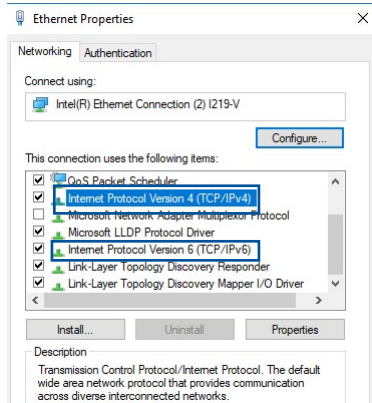 Ethernet Properties
Networking Authentication
Connect using:
Intel(R) Ethernet Connection (2) I219-V
Configure...
This connection uses the following items:
QoS Packet Scheduler
Internet Protocol Version 4 (TCP/IPv4)
Microsoft Network Adapter Multiplexor Protocol
Microsoft LLDP Protocol Driver
Internet Protocol Version 6 (TCP/IPv6)
Link-Layer Topology Discovery Responder
Link-Layer Topology Discovery Mapper I/O Driver
Install... Uninstall Properties
Description
Transmission Control Protocol/Internet Protocol. The default
wide area network protocol that provides communication
across diverse interconnected networks.